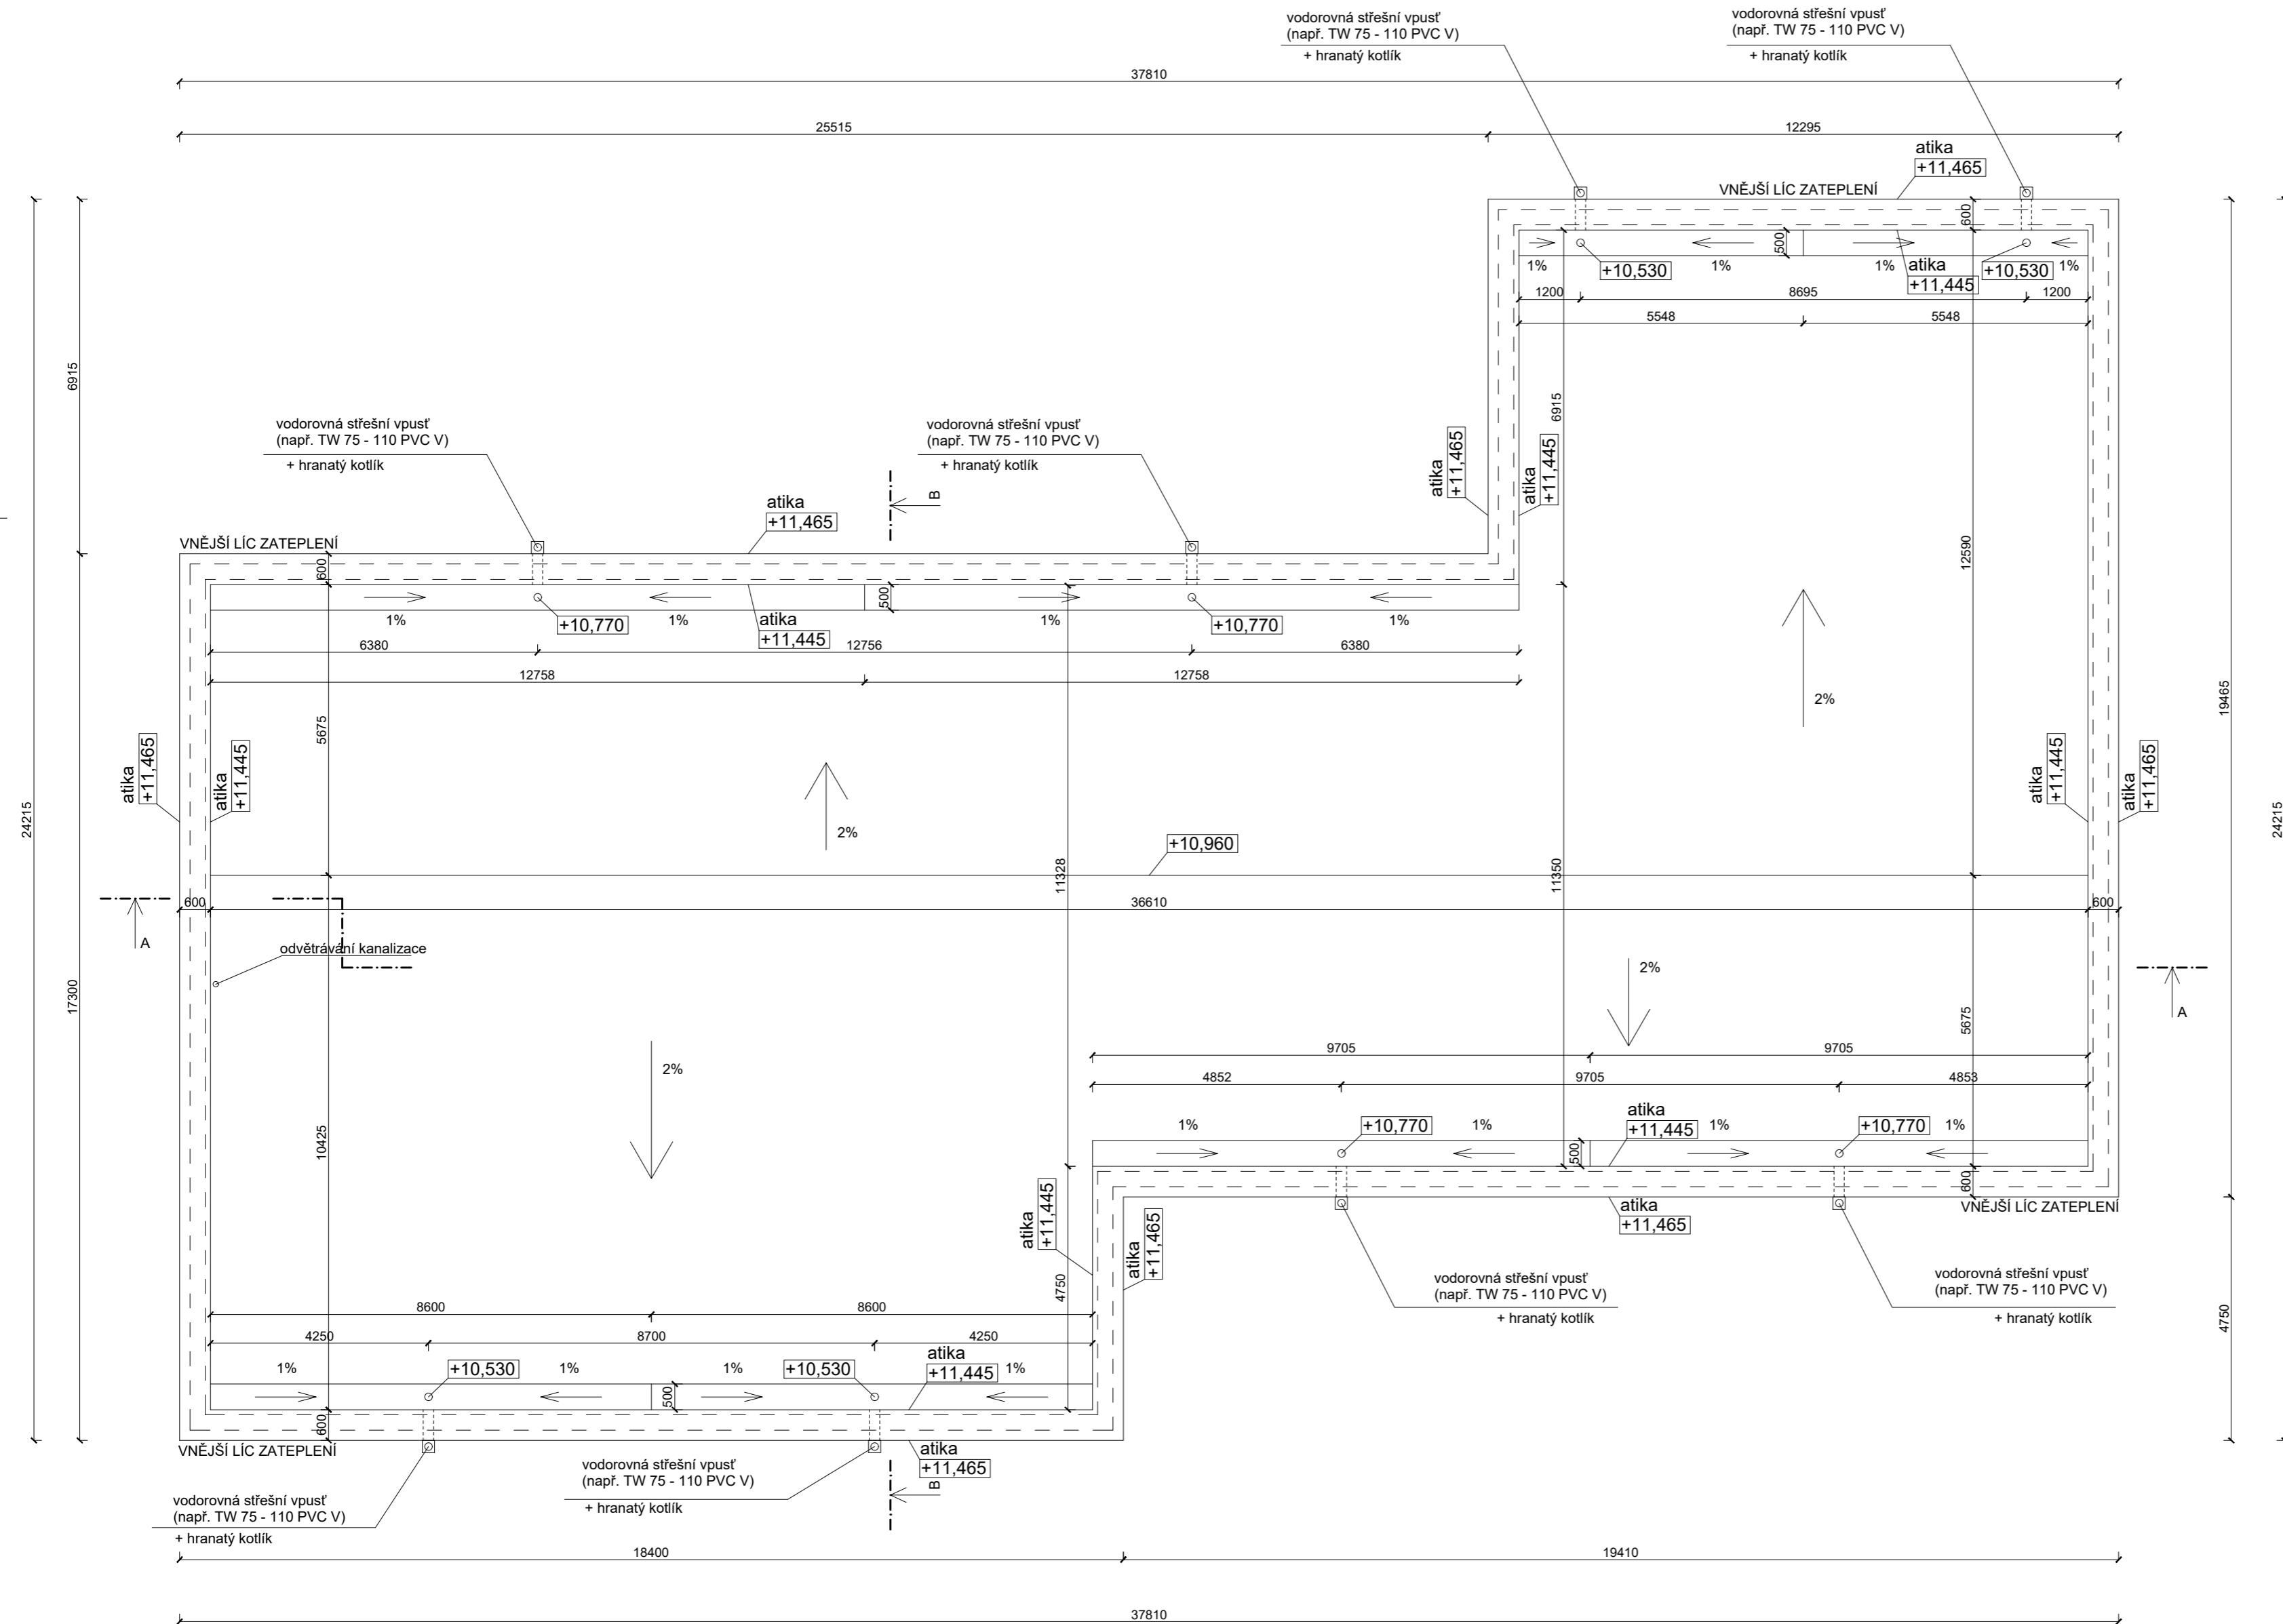 vodorovná střešní vpusť
(např. TW 75 - 110 PVC V)
+ hranatý kotlík
vodorovná střešní vpusť
(např. TW 75 - 110 PVC V)
+ hranatý kotlík
37810
25515
12295
atika
+11,465
VNĚJŠÍ LÍC ZATEPLENÍ
600
500
1%
+10,530
1%
1%
atika
+11,445
+10,530
1%
1200
8695
1200
5548
5548
6915
6915
vodorovná střešní vpusť
(např. TW 75 - 110 PVC V)
+ hranatý kotlík
vodorovná střešní vpusť
(např. TW 75 - 110 PVC V)
+ hranatý kotlík
atika
+11,465
atika
+11,445
B
atika
+11,465
VNĚJŠÍ LÍC ZATEPLENÍ
600
500
12590
1%
+10,770
1%
atika
+11,445
1%
+10,770
1%
6380
12756
6380
12758
12758
5675
2%
19465
atika
+11,465
atika
+11,445
atika
+11,445
atika
+11,465
24215
24215
2%
+10,960
11328
11350
600
36610
600
A
odvětrávání kanalizace
17300
2%
5675
A
9705
9705
2%
4852
9705
4853
10425
1%
+10,770
1%
atika
+11,445
1%
+10,770
1%
500
600
atika
+11,445
atika
+11,465
atika
+11,465
VNĚJŠÍ LÍC ZATEPLENÍ
4750
vodorovná střešní vpusť
(např. TW 75 - 110 PVC V)
+ hranatý kotlík
vodorovná střešní vpusť
(např. TW 75 - 110 PVC V)
+ hranatý kotlík
4750
8600
8600
4250
8700
4250
1%
+10,530
1%
1%
+10,530
atika
+11,445
1%
500
600
VNĚJŠÍ LÍC ZATEPLENÍ
atika
+11,465
B
vodorovná střešní vpusť
(např. TW 75 - 110 PVC V)
+ hranatý kotlík
vodorovná střešní vpusť
(např. TW 75 - 110 PVC V)
+ hranatý kotlík
18400
19410
37810